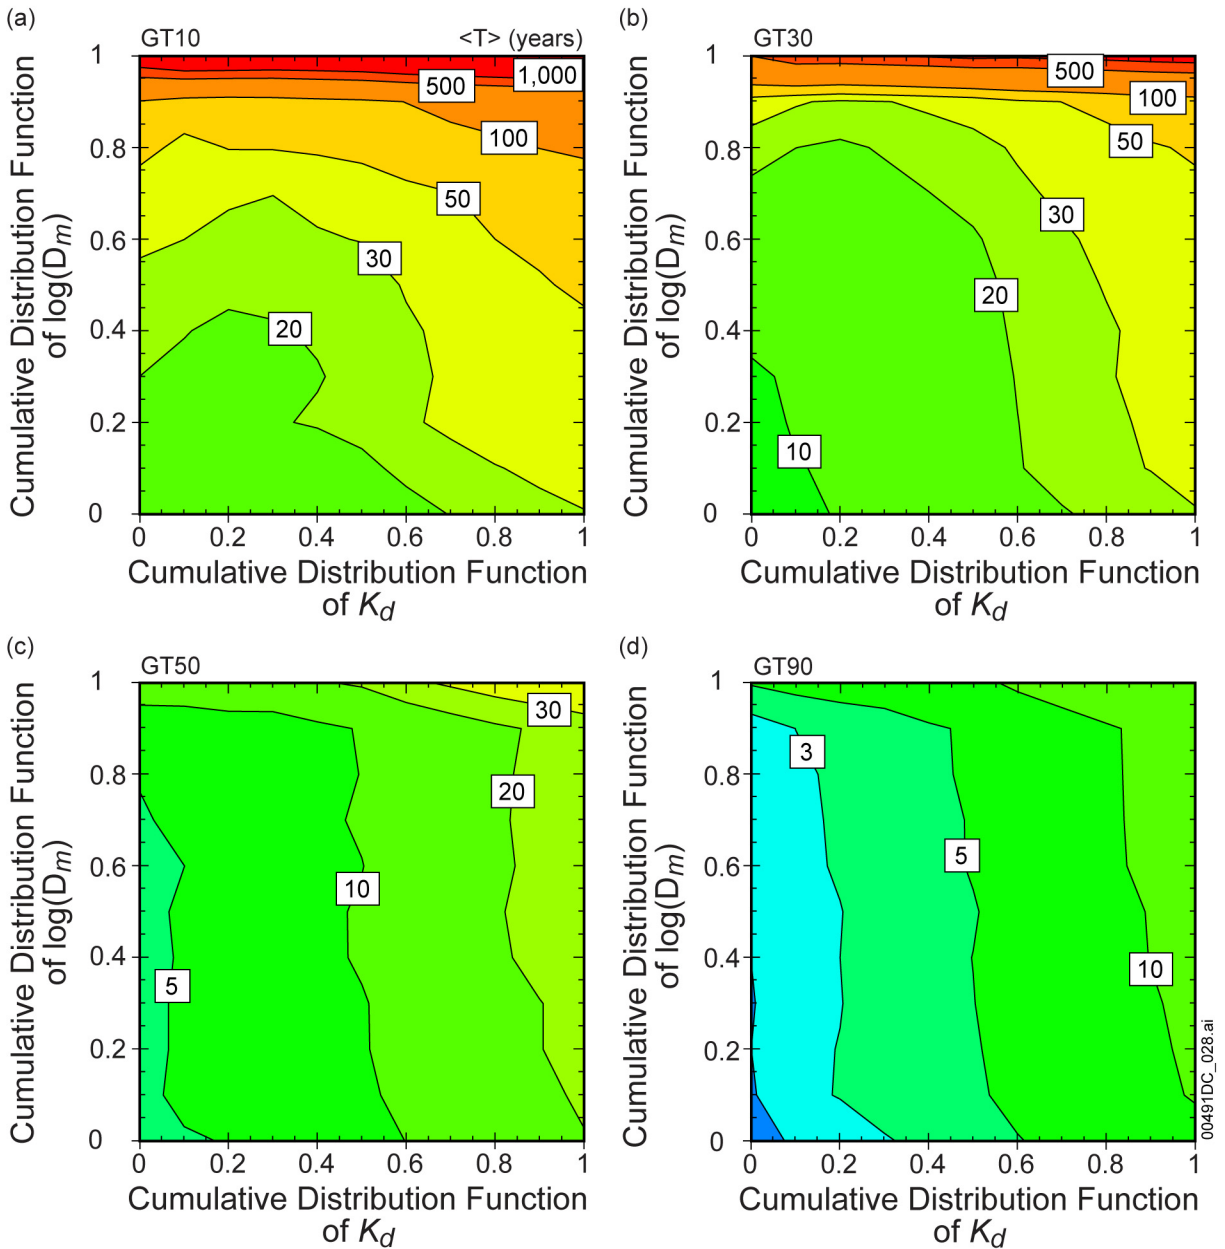 (a)
GT10 <T> (years)
1,000
500
100
50
30
20
1
0.8
0.6
0.4
0.2
0
0 0.2 0.4 0.6 0.8 1
Cumulative Distribution Function
of log(Dm)
Cumulative Distribution Function
of Kd
(b)
GT30
500
100
50
30
20
10
1
0.8
0.6
0.4
0.2
0
0 0.2 0.4 0.6 0.8 1
Cumulative Distribution Function
of log(Dm)
Cumulative Distribution Function
of Kd
(c)
GT50
30
20
10
5
1
0.8
0.6
0.4
0.2
0
0 0.2 0.4 0.6 0.8 1
Cumulative Distribution Function
of log(Dm)
Cumulative Distribution Function
of Kd
(d)
GT90
3
5
10
1
0.8
0.6
0.4
0.2
0
0 0.2 0.4 0.6 0.8 1
Cumulative Distribution Function
of log(Dm)
Cumulative Distribution Function
of Kd
00491DC_028.ai